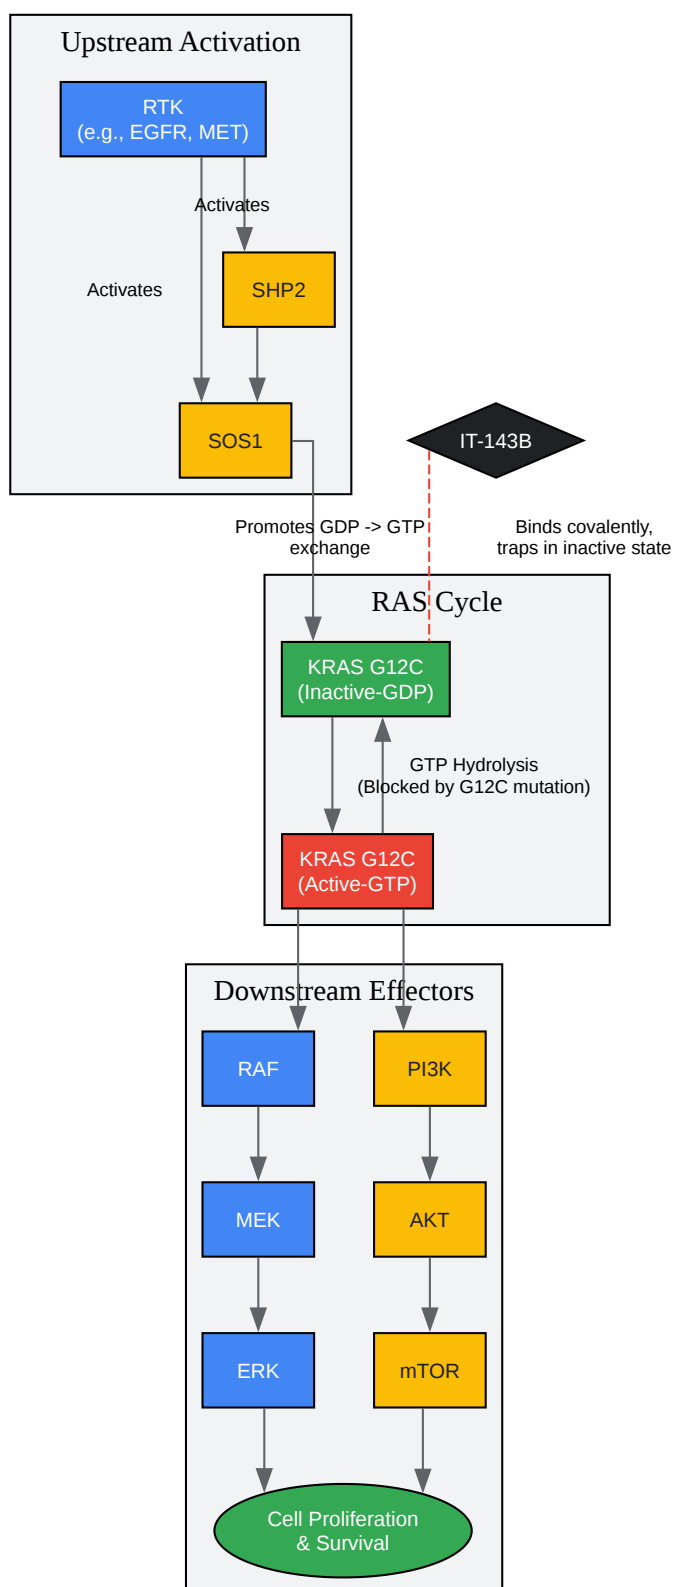 Upstream Activation
RTK
(e.g., EGFR, MET)
Activates
Activates
SHP2
SOS1
IT-143B
Promotes GDP -> GTP
exchange
Binds covalently,
traps in inactive state
RAS Cycle
KRAS G12C
(Inactive-GDP)
GTP Hydrolysis
(Blocked by G12C mutation)
KRAS G12C
(Active-GTP)
Downstream Effectors
RAF
PI3K
MEK
AKT
ERK
mTOR
Cell Proliferation
& Survival